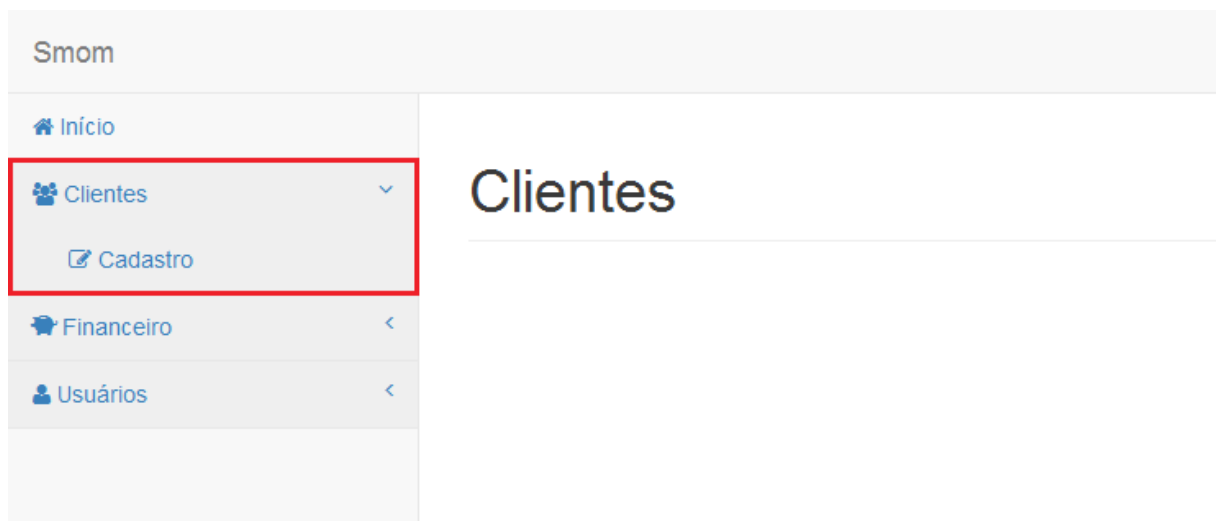 Smom
Início
Clientes
Cadastro
Financeiro
Usuários
Clientes